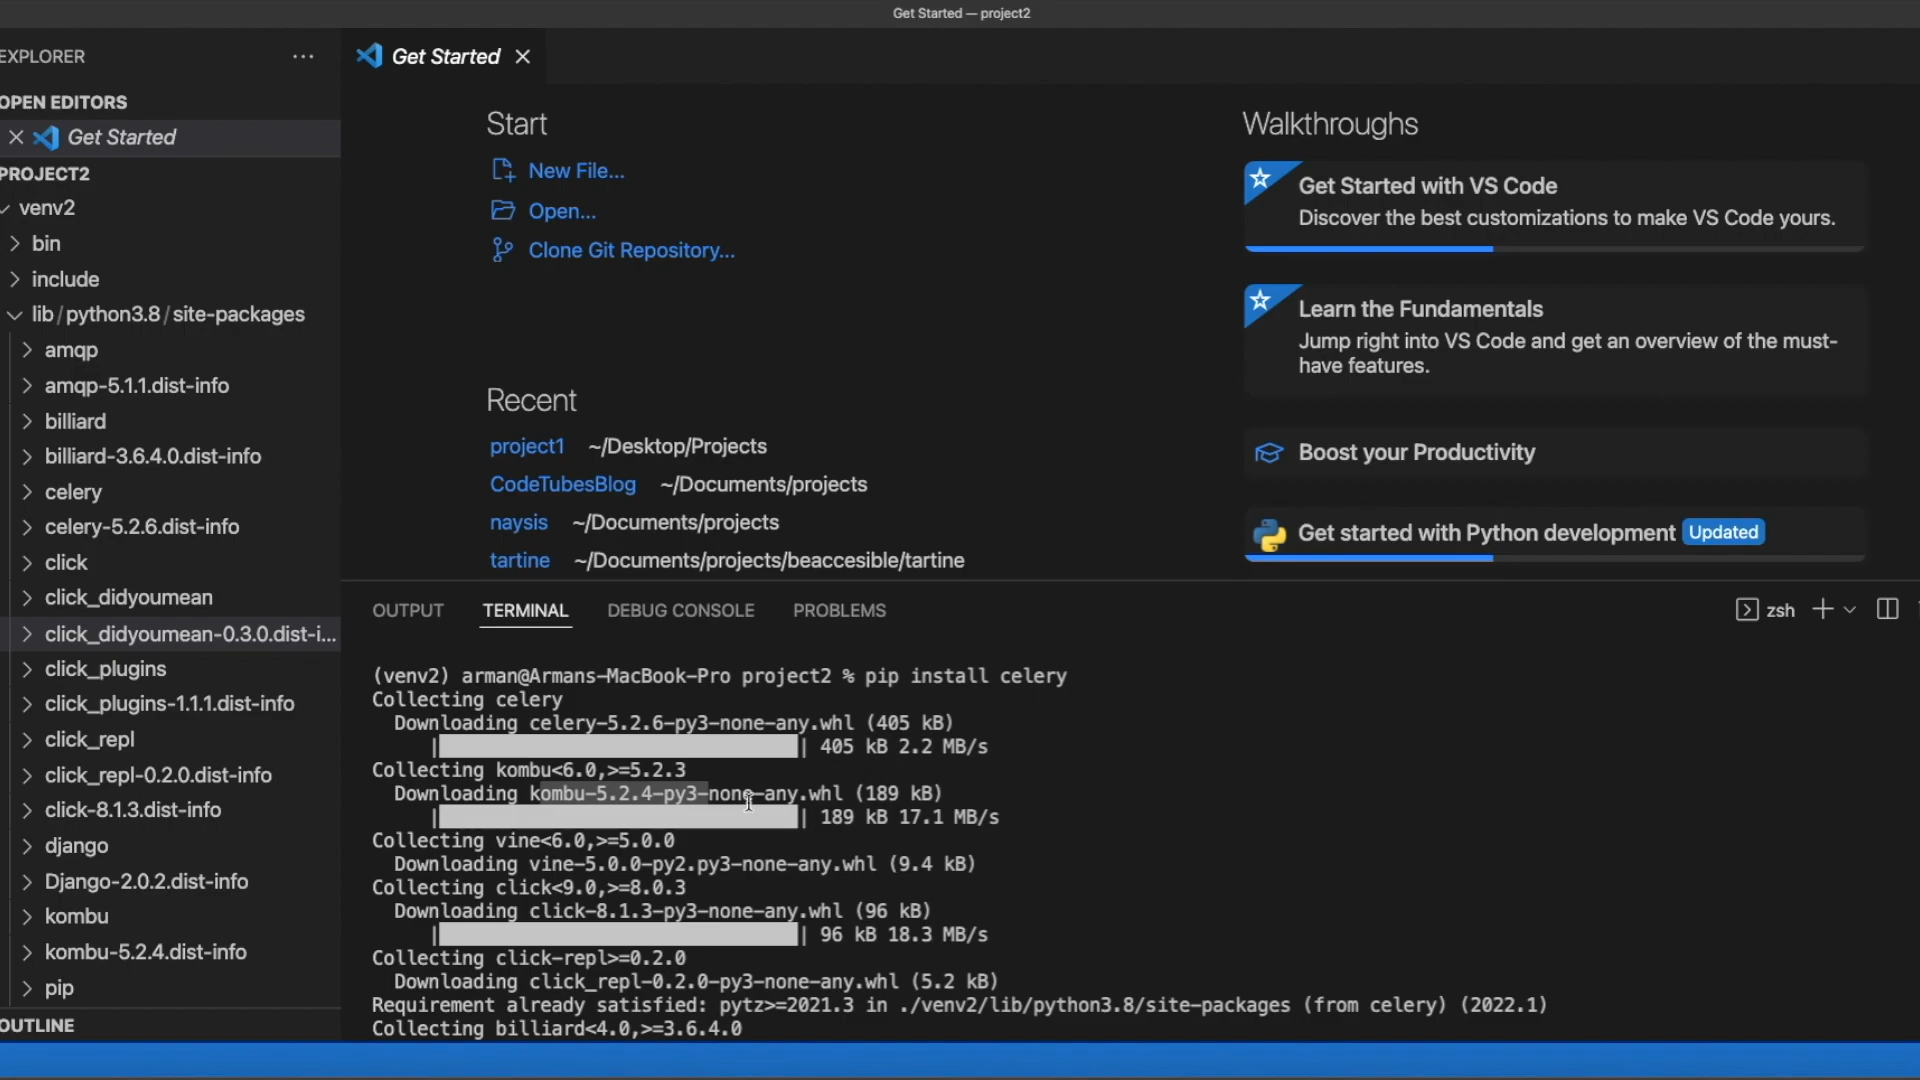 Get Started — project2
EXPLORER
OPEN EDITORS
Get Started
PROJECT2
venv2
bin
include
lib/python3.8/site-packages
amqp
amqp-5.1.1.dist-info
billiard
billiard-3.6.4.0.dist-info
celery
celery-5.2.6.dist-info
click
click_didyoumean
click_didyoumean-0.3.0.dist-i...
click_plugins
click_plugins-1.1.1.dist-info
click_repl
click_repl-0.2.0.dist-info
click-8.1.3.dist-info
django
Django-2.0.2.dist-info
kombu
kombu-5.2.4.dist-info
pip
OUTLINE
Get Started
Start
New File...
Open...
Clone Git Repository...
Recent
project1 ~/Desktop/Projects
CodeTubesBlog ~/Documents/projects
naysis ~/Documents/projects
tartine ~/Documents/projects/beaccesible/tartine
Walkthroughs
Get Started with VS Code
Discover the best customizations to make VS Code yours.
Learn the Fundamentals
Jump right into VS Code and get an overview of the must-
have features.
Boost your Productivity
Get started with Python development Updated
OUTPUT TERMINAL DEBUG CONSOLE PROBLEMS
zsh
(venv2) arman@Armans-MacBook-Pro project2 % pip install celery
Collecting celery
Downloading celery-5.2.6-py3-none-any.whl (405 kB)
| | 405 kB 2.2 MB/s
Collecting kombu<6.0,>=5.2.3
Downloading kombu-5.2.4-py3-none-any.whl (189 kB)
| | 189 kB 17.1 MB/s
Collecting vine<6.0,>=5.0.0
Downloading vine-5.0.0-py2.py3-none-any.whl (9.4 kB)
Collecting click<9.0,>=8.0.3
Downloading click-8.1.3-py3-none-any.whl (96 kB)
| | 96 kB 18.3 MB/s
Collecting click-repl>=0.2.0
Downloading click_repl-0.2.0-py3-none-any.whl (5.2 kB)
Requirement already satisfied: pytz>=2021.3 in ./venv2/lib/python3.8/site-packages (from celery) (2022.1)
Collecting billiard<4.0,>=3.6.4.0